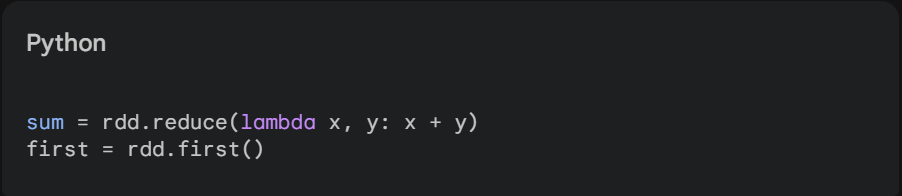 Python
sum = rdd.reduce(lambda x, y: x + y)
first = rdd.first()